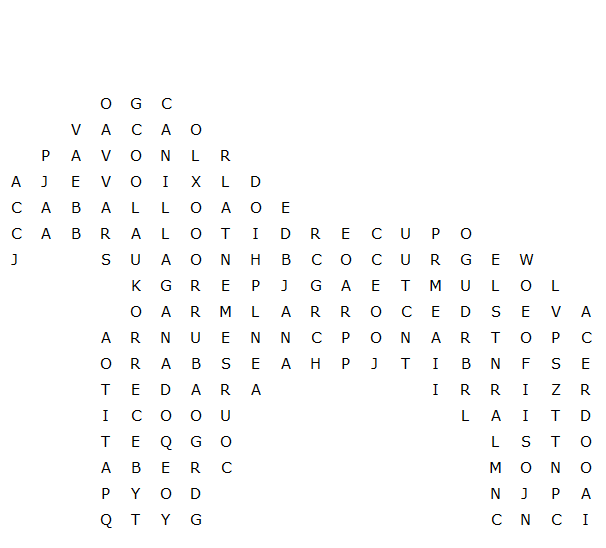 O G C
V A C A O
P A V O N L R
A J E V O I X L D
C A B A L L O A O E
C A B R A L O T I D R E C U P O
J S U A O N H B C O C U R G E W
K G R E P J G A E T M U L O L
O A R M L A R R O C E D S E V A
A R N U E N N C P O N A R T O P C
O R A B S E A H P J T I B N F S E
T E D A R A I R R I Z R
I C O O U L A I T D
T E Q G O L S T O
A B E R C M O N O
P Y O D N J P A
Q T Y G C N C I